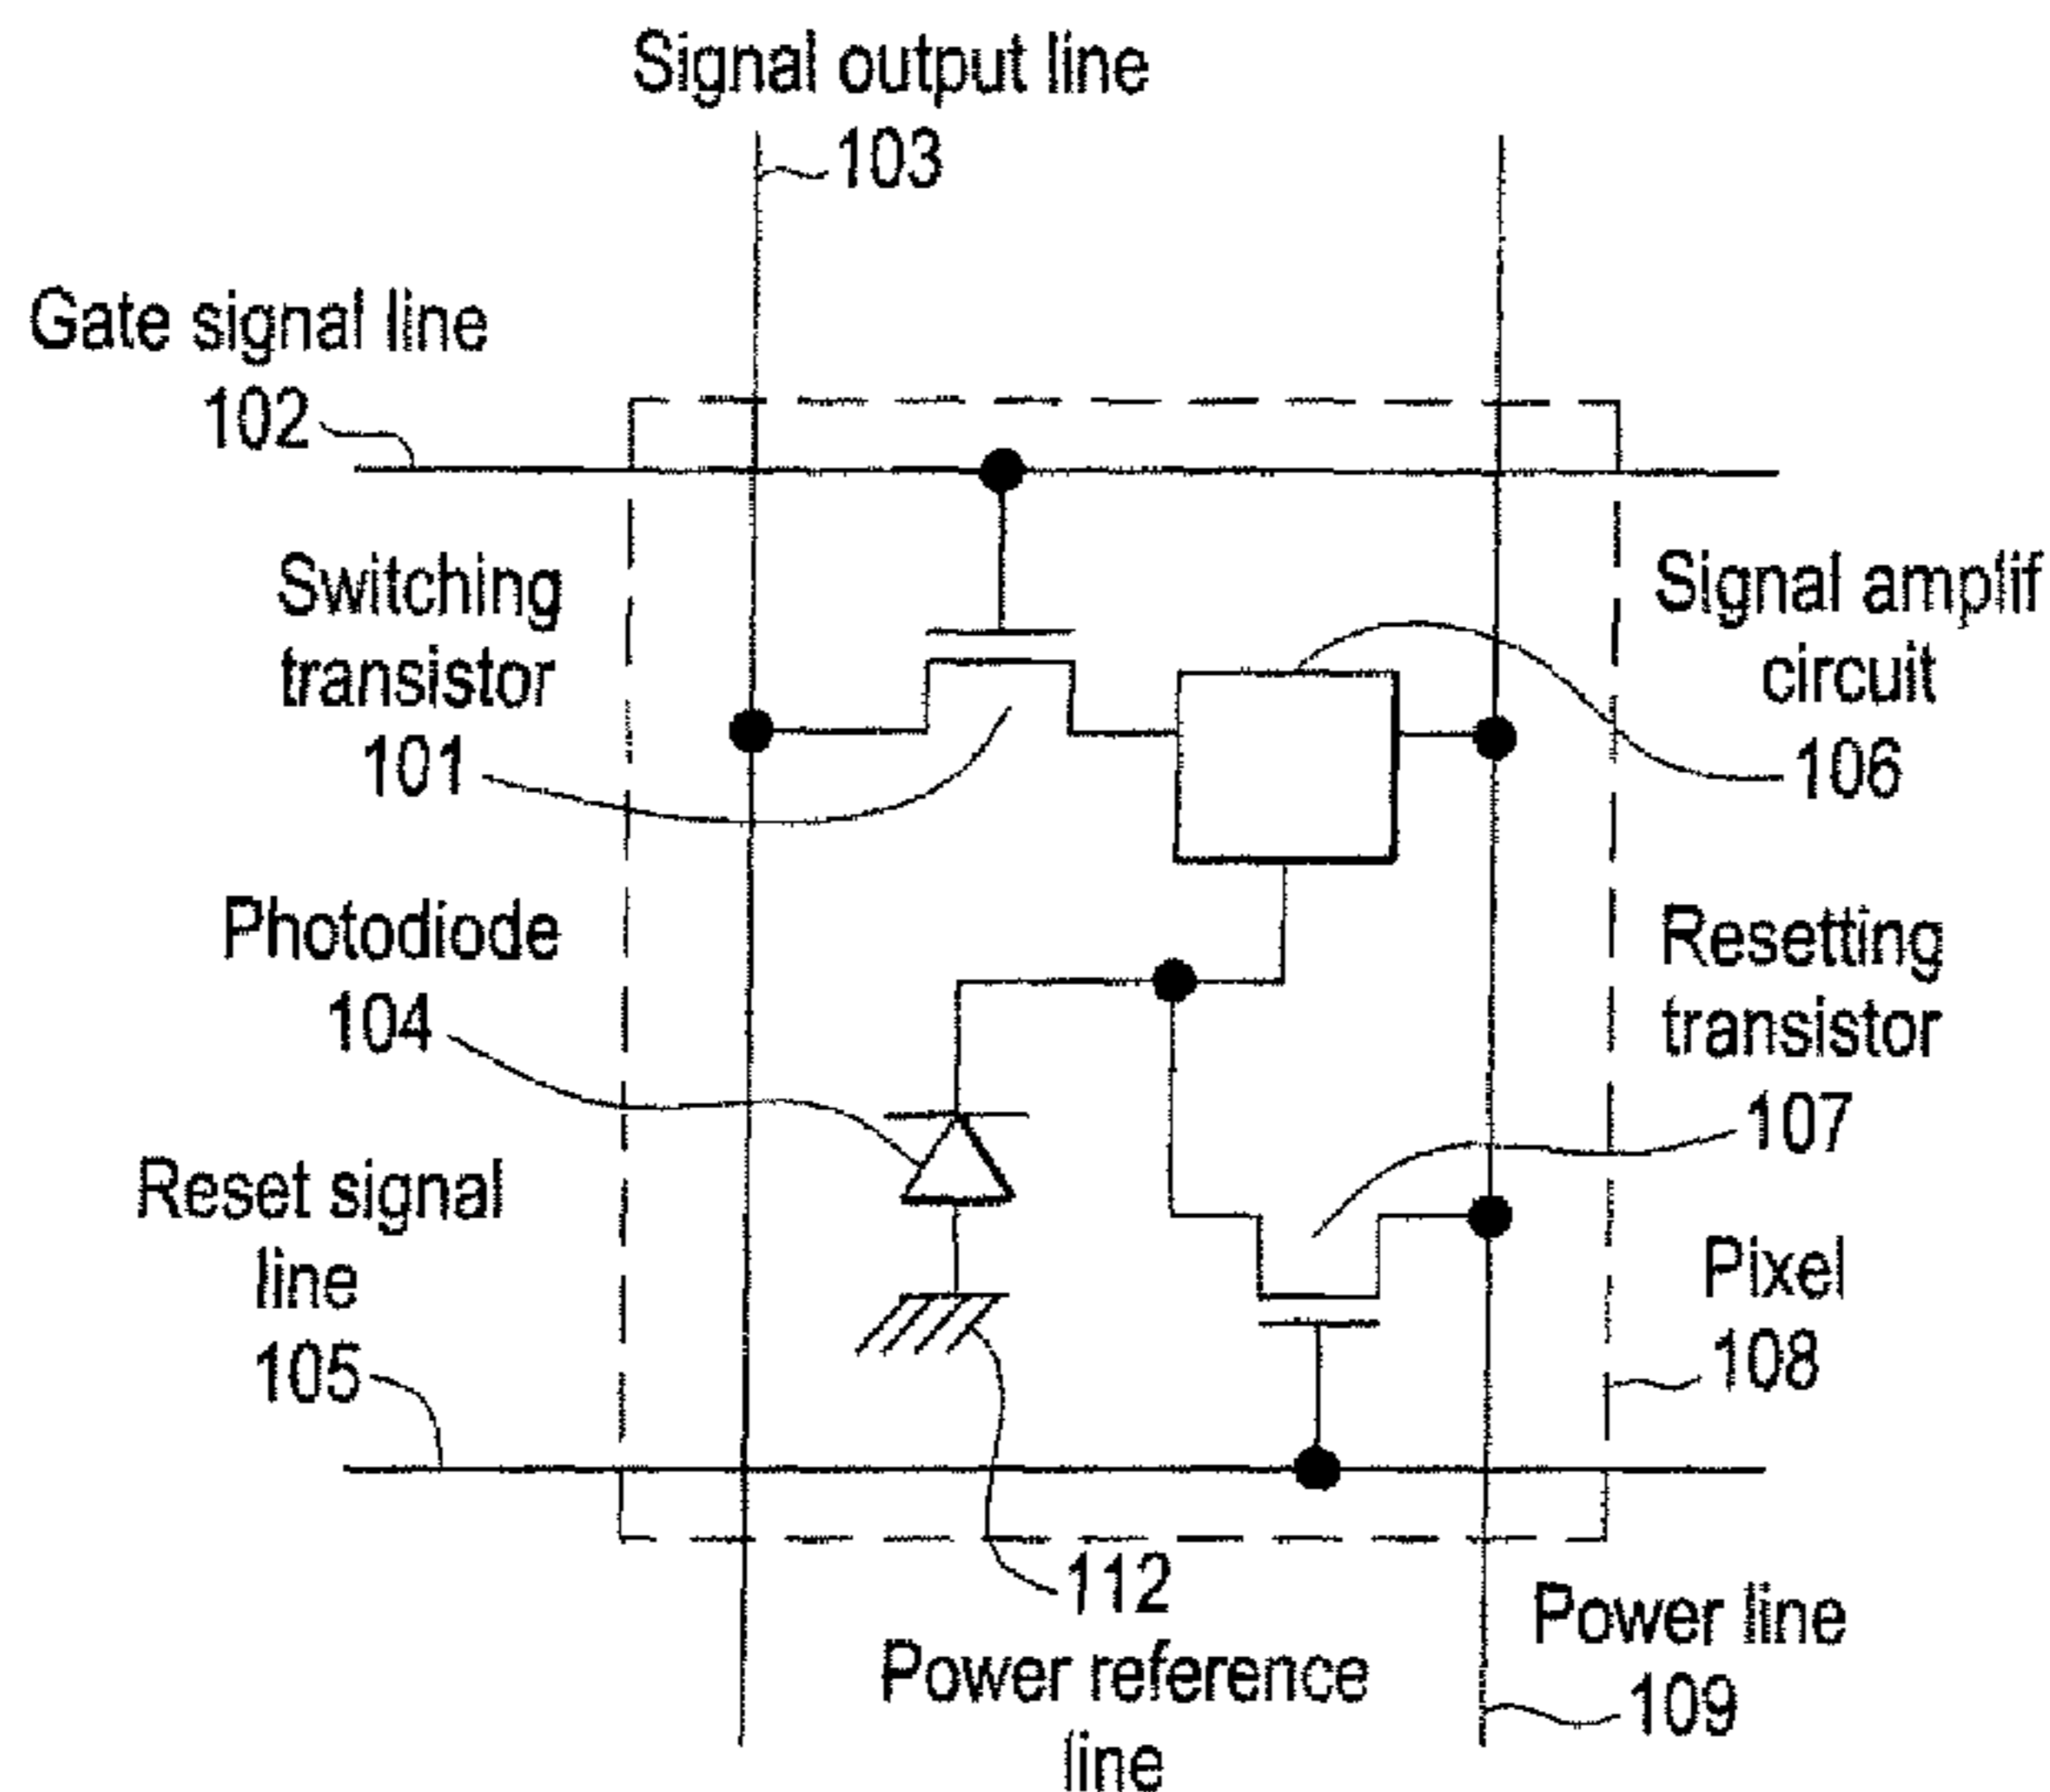 Signal output line
103
Gate signal line
102
Switching
transistor
101
Signal amplif
circuit
106
Photodiode
104
Resetting
transistor
107
Reset signal
line
105
Pixel
108
112
Power reference
line
Power line
109